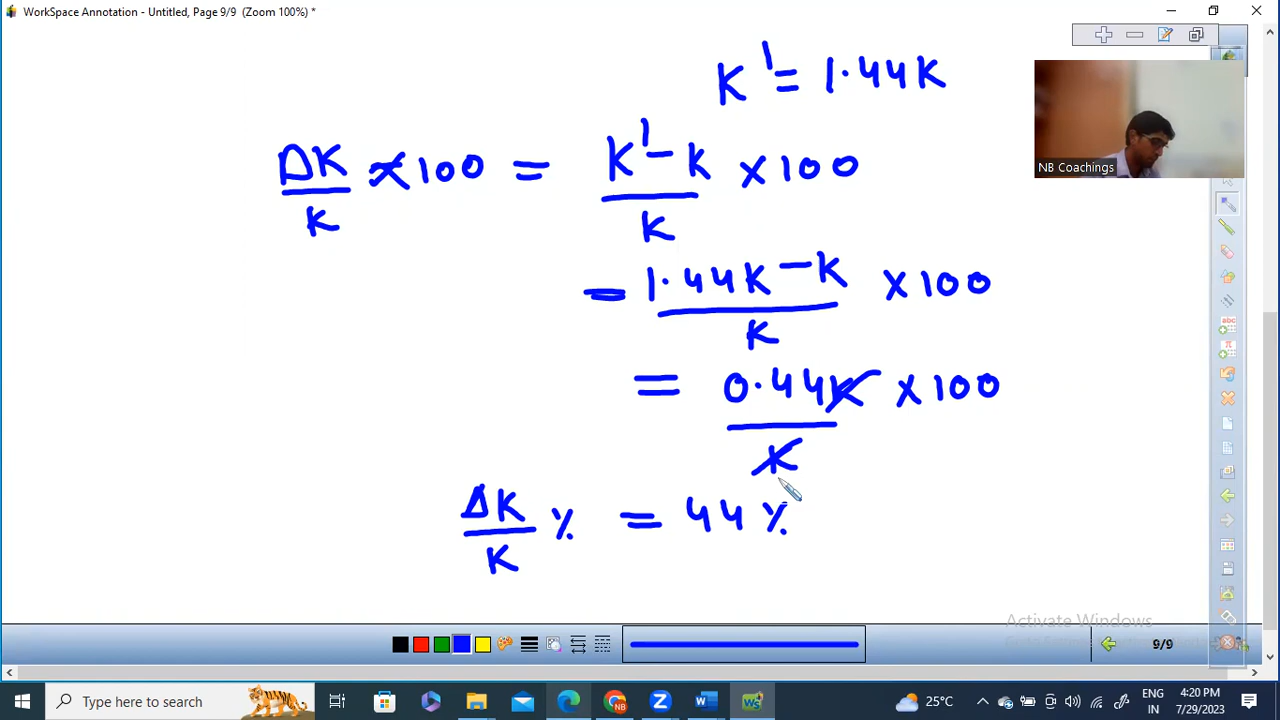 WorkSpace Annotation - Untitled, Page 9/9 (Zoom 100%) *
K' = 1.44K
NB Coachings
ΔK/K × 100 = K' - K/K × 100
= 1.44K - K/K × 100
= 0.44K/K × 100
ΔK/K % = 44 %
Activate Windows
9/9
Type here to search
25°C
ENG
IN
4:20 PM
7/29/2023